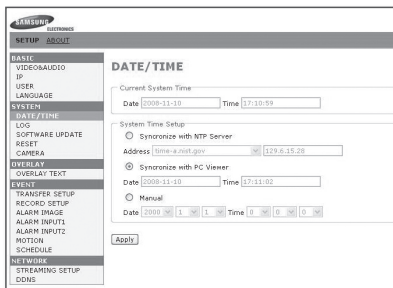 SAMSUNG
ELECTRONICS
SETUP ABOUT
BASIC
VIDEO&AUDIO
IP
USER
LANGUAGE
SYSTEM
DATE/TIME
LOG
SOFTWARE UPDATE
RESET
CAMERA
OVERLAY
OVERLAY TEXT
EVENT
TRANSFER SETUP
RECORD SETUP
ALARM IMAGE
ALARM INPUT1
ALARM INPUT2
MOTION
SCHEDULE
NETWORK
STREAMING SETUP
DDNS
DATE/TIME
Current System Time
Date 2008-11-10 Time 17:10:59
System Time Setup
Syncronize with NTP Server
Address time-a.nist.gov 129.6.15.28
Syncronize with PC Viewer
Date 2008-11-10 Time 17:11:02
Manual
Date 2000 1 1 Time 0 0 0
Apply